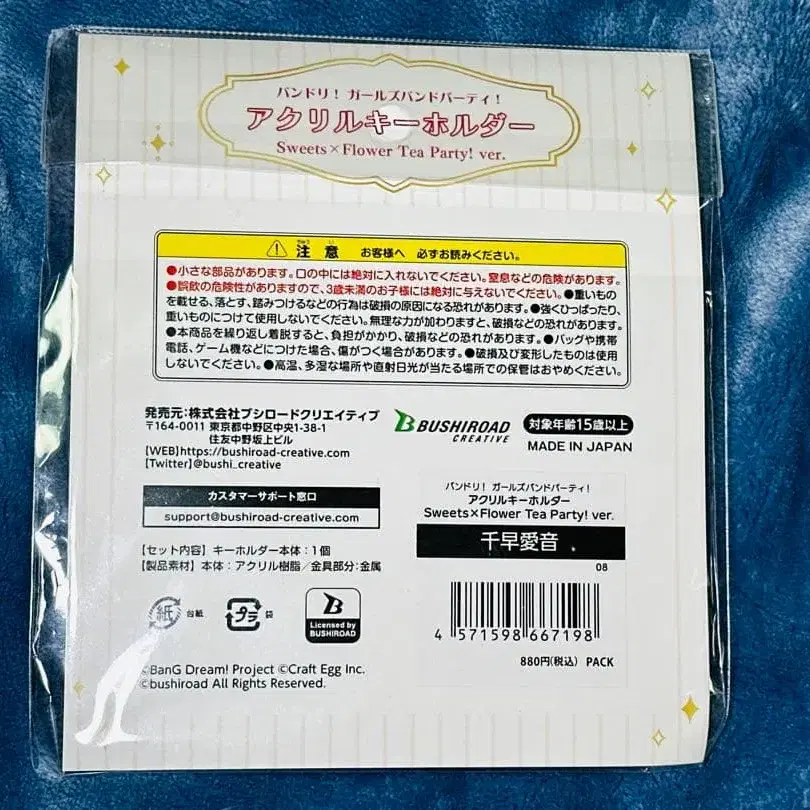 バンドリ! ガールズバンドパーティ!
アクリルキーホルダー
Sweets×Flower Tea Party! ver.
注意 お客様へ 必ずお読みください。
●小さな部品があります。口の中には絶対に入れないでください。窒息などの危険があります。
●誤飲の危険性がありますので、3歳未満のお子様には絶対に与えないでください。●重いもの
を載せる、落とす、踏みつけるなどの行為は破損の原因になる恐れがあります。●強くひっぱったり、
重いものにつけて使用しないでください。無理な力が加わりますと、破損などの恐れがあります。
●本商品を繰り返し着脱すると、負担がかかり、破損などの恐れがあります。●バッグや携帯
電話、ゲーム機などにつけた場合、傷がつく場合があります。●破損及び変形したものは使用
しないでください。●高温、多湿な場所や直射日光が当たる場所での保管はおやめください。
発売元:株式会社ブシロードクリエイティブ
〒164-0011 東京都中野区中央1-38-1
住友中野坂上ビル
[WEB]https://bushiroad-creative.com
[Twitter]@bushi_creative
BUSHIROAD
CREATIVE
対象年齢15歳以上
MADE IN JAPAN
カスタマーサポート窓口
support@bushiroad-creative.com
【セット内容】キーホルダー本体:1個
【製品素材】本体:アクリル樹脂/金具部分:金属
バンドリ! ガールズバンドパーティ!
アクリルキーホルダー
Sweets×Flower Tea Party! ver.
千早愛音
08
紙 台紙
プラ 袋
B
Licensed by
BUSHIROAD
4 571598 667198
880円(税込) PACK
©BanG Dream! Project ©Craft Egg Inc.
©bushiroad All Rights Reserved.